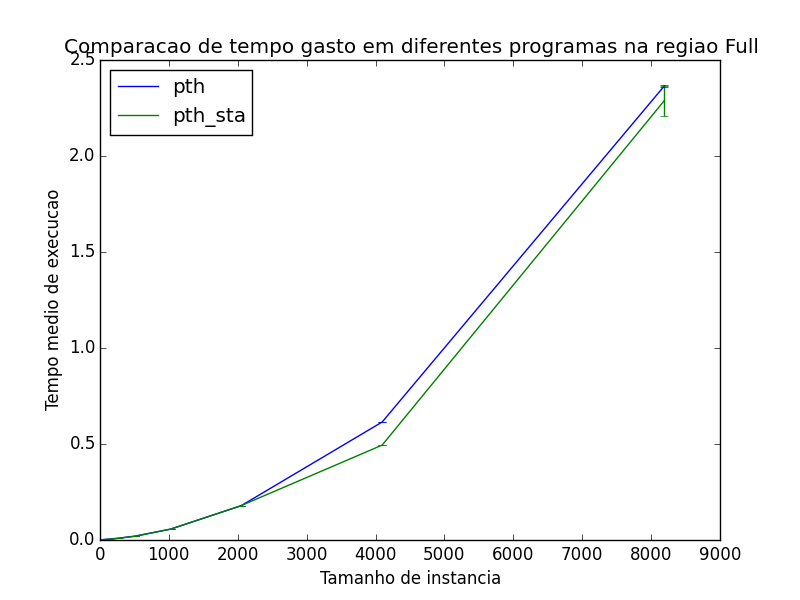 Comparacao de tempo gasto em diferentes programas na regiao Full
pth
pth_sta
Tempo medio de execucao
2.5
2.0
1.5
1.0
0.5
0.0
0 1000 2000 3000 4000 5000 6000 7000 8000 9000
Tamanho de instancia